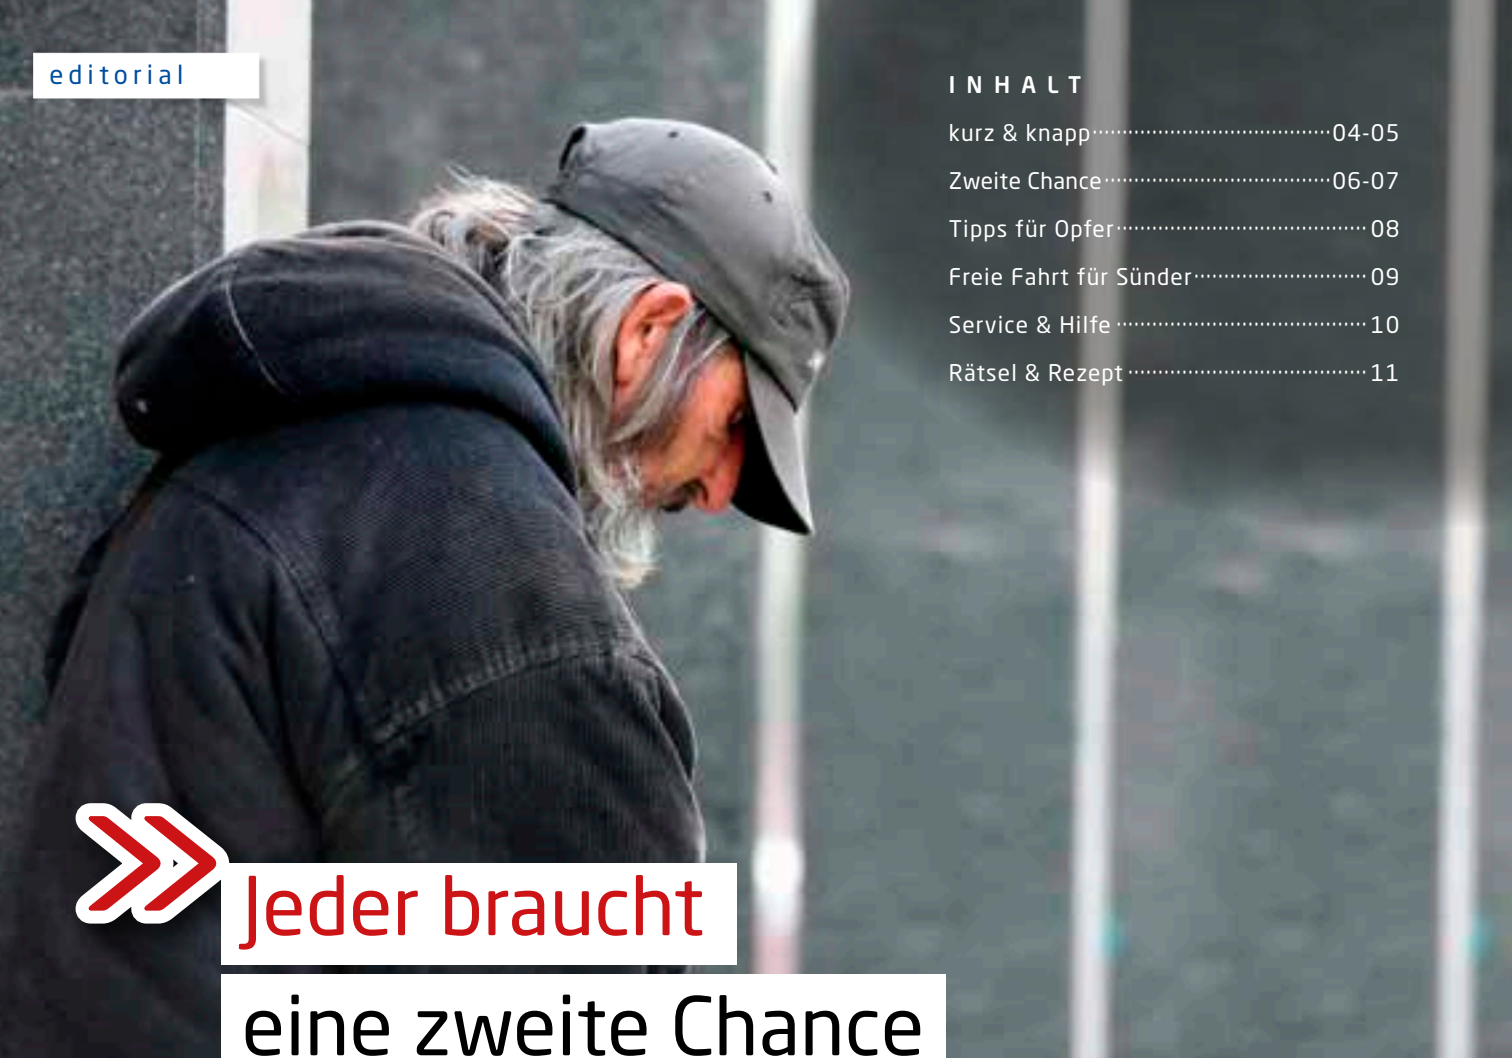 editorial
INHALT
kurz & knapp 04-05
Zweite Chance 06-07
Tipps für Opfer 08
Freie Fahrt für Sünder 09
Service & Hilfe 10
Rätsel & Rezept 11
Jeder braucht
eine zweite Chance